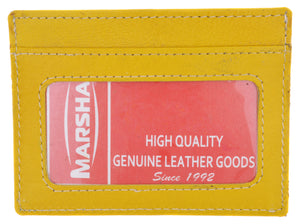 MARSHA
HIGH QUALITY
GENUINE LEATHER GOODS
Since 1992